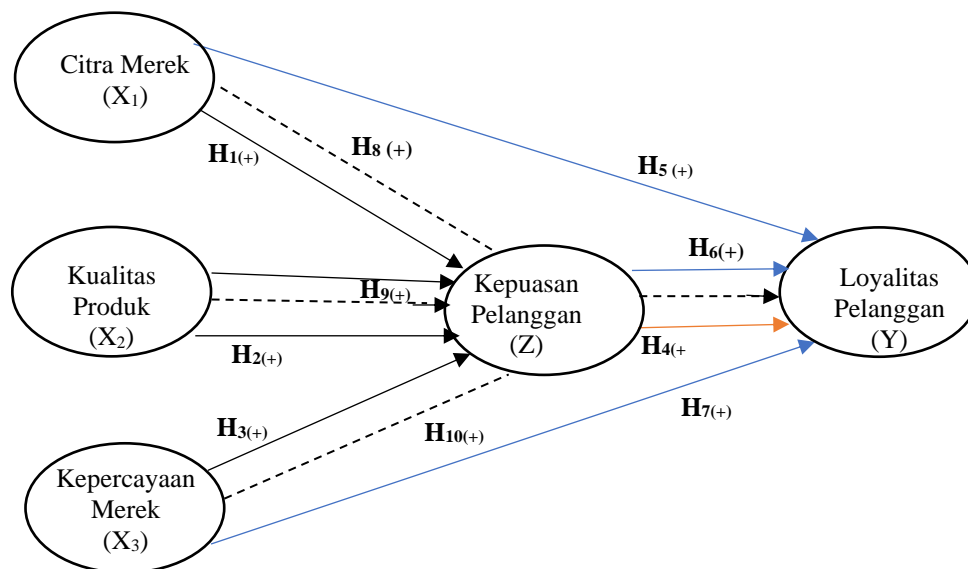 Citra Merek
(X₁)
H₁(+)
H₈ (+)
H₅ (+)
Kualitas
Produk
(X₂)
H₉(+)
H₂(+)
Kepuasan
Pelanggan
(Z)
H₆(+)
H₄(+
Loyalitas
Pelanggan
(Y)
H₃(+)
H₁₀(+)
H₇(+)
Kepercayaan
Merek
(X₃)